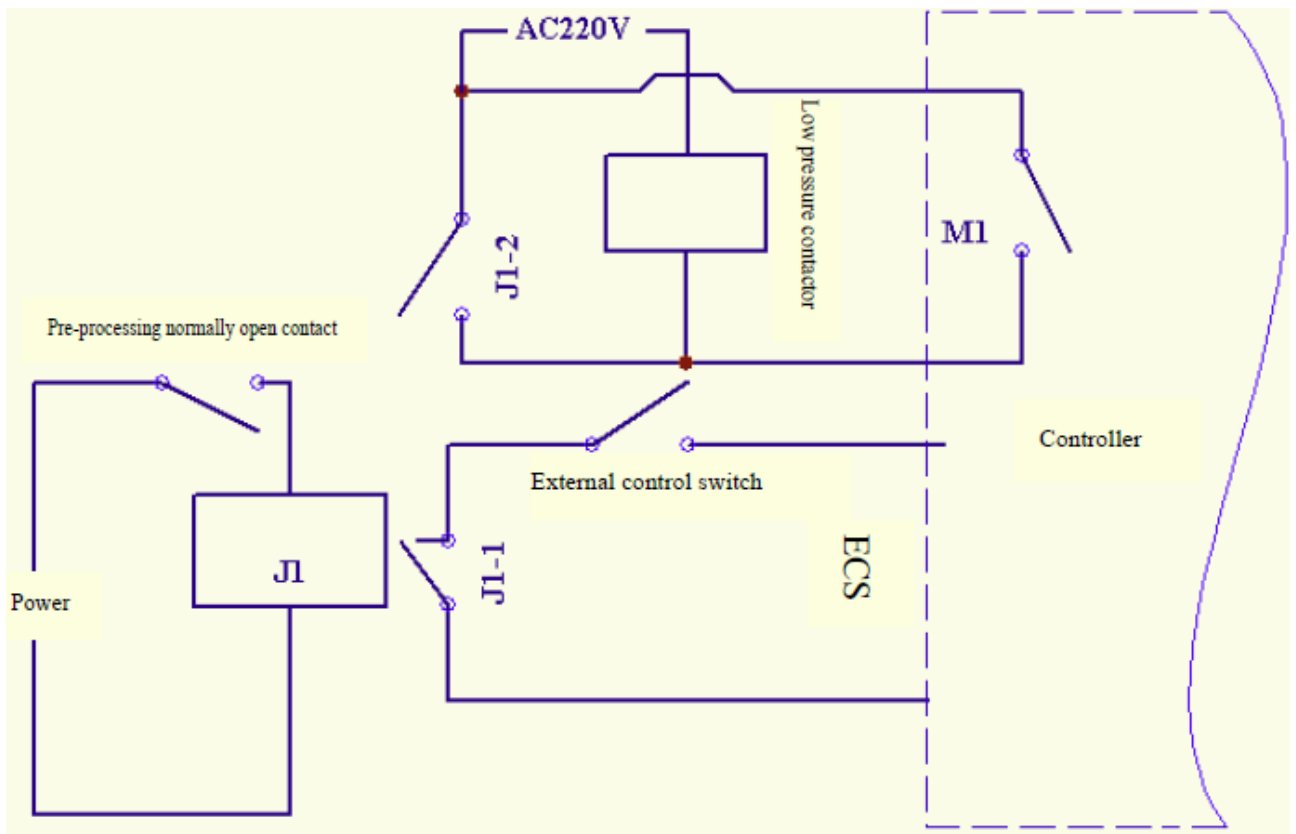 AC220V
Low pressure contactor
M1
J1-2
Pre-processing normally open contact
Controller
External control switch
J1-1
ECS
J1
Power